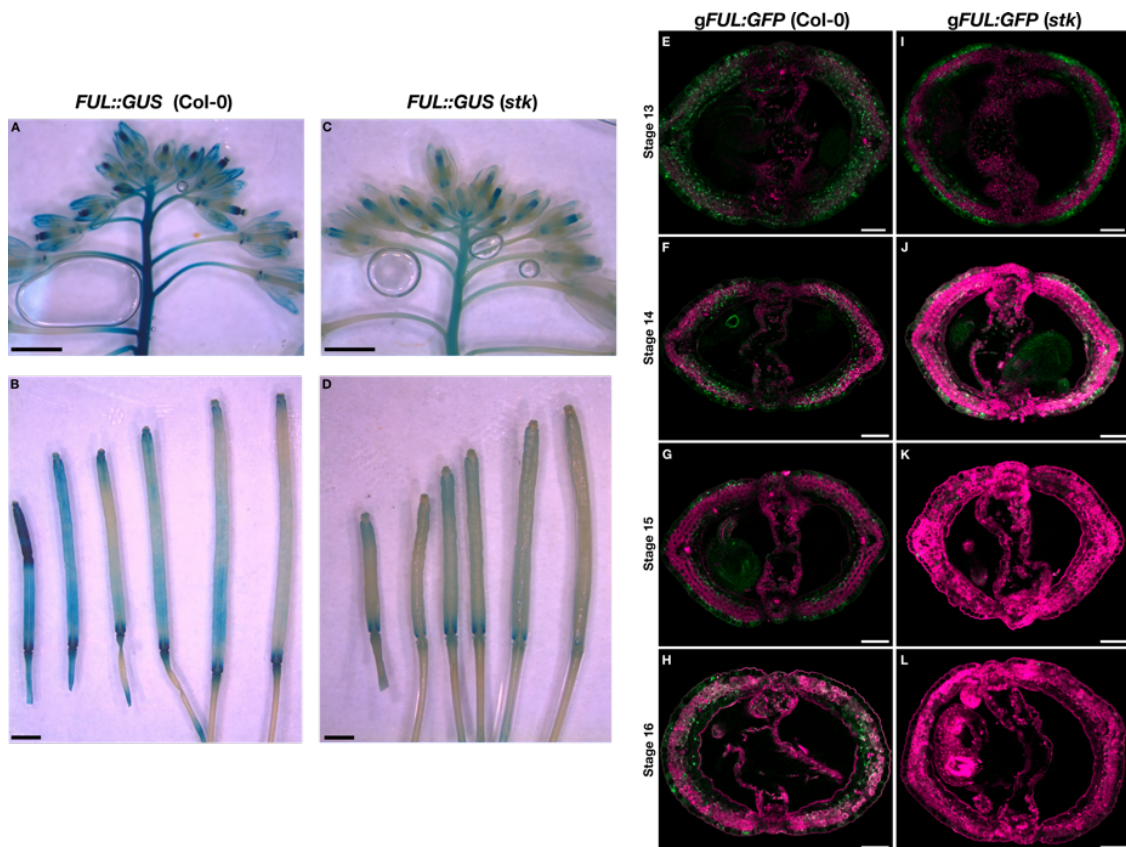 gFUL:GFP (Col-0) gFUL:GFP (stk)
FUL::GUS (Col-0) FUL::GUS (stk)
A
C
B
D
Stage 13
E
I
Stage 14
F
J
Stage 15
G
K
Stage 16
H
L